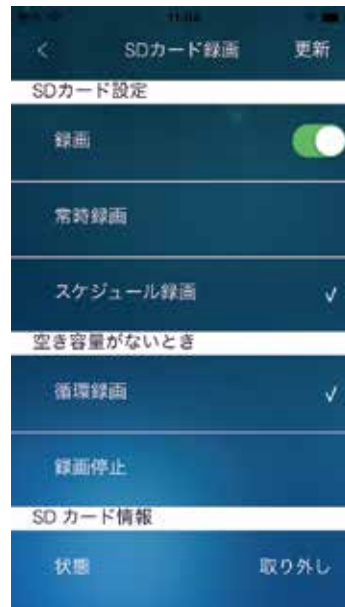 < SDカード録画 更新
SDカード設定
録画
常時録画
スケジュール録画 ✓
空き容量がないとき
循環録画 ✓
録画停止
SD カード情報
状態 取り外し